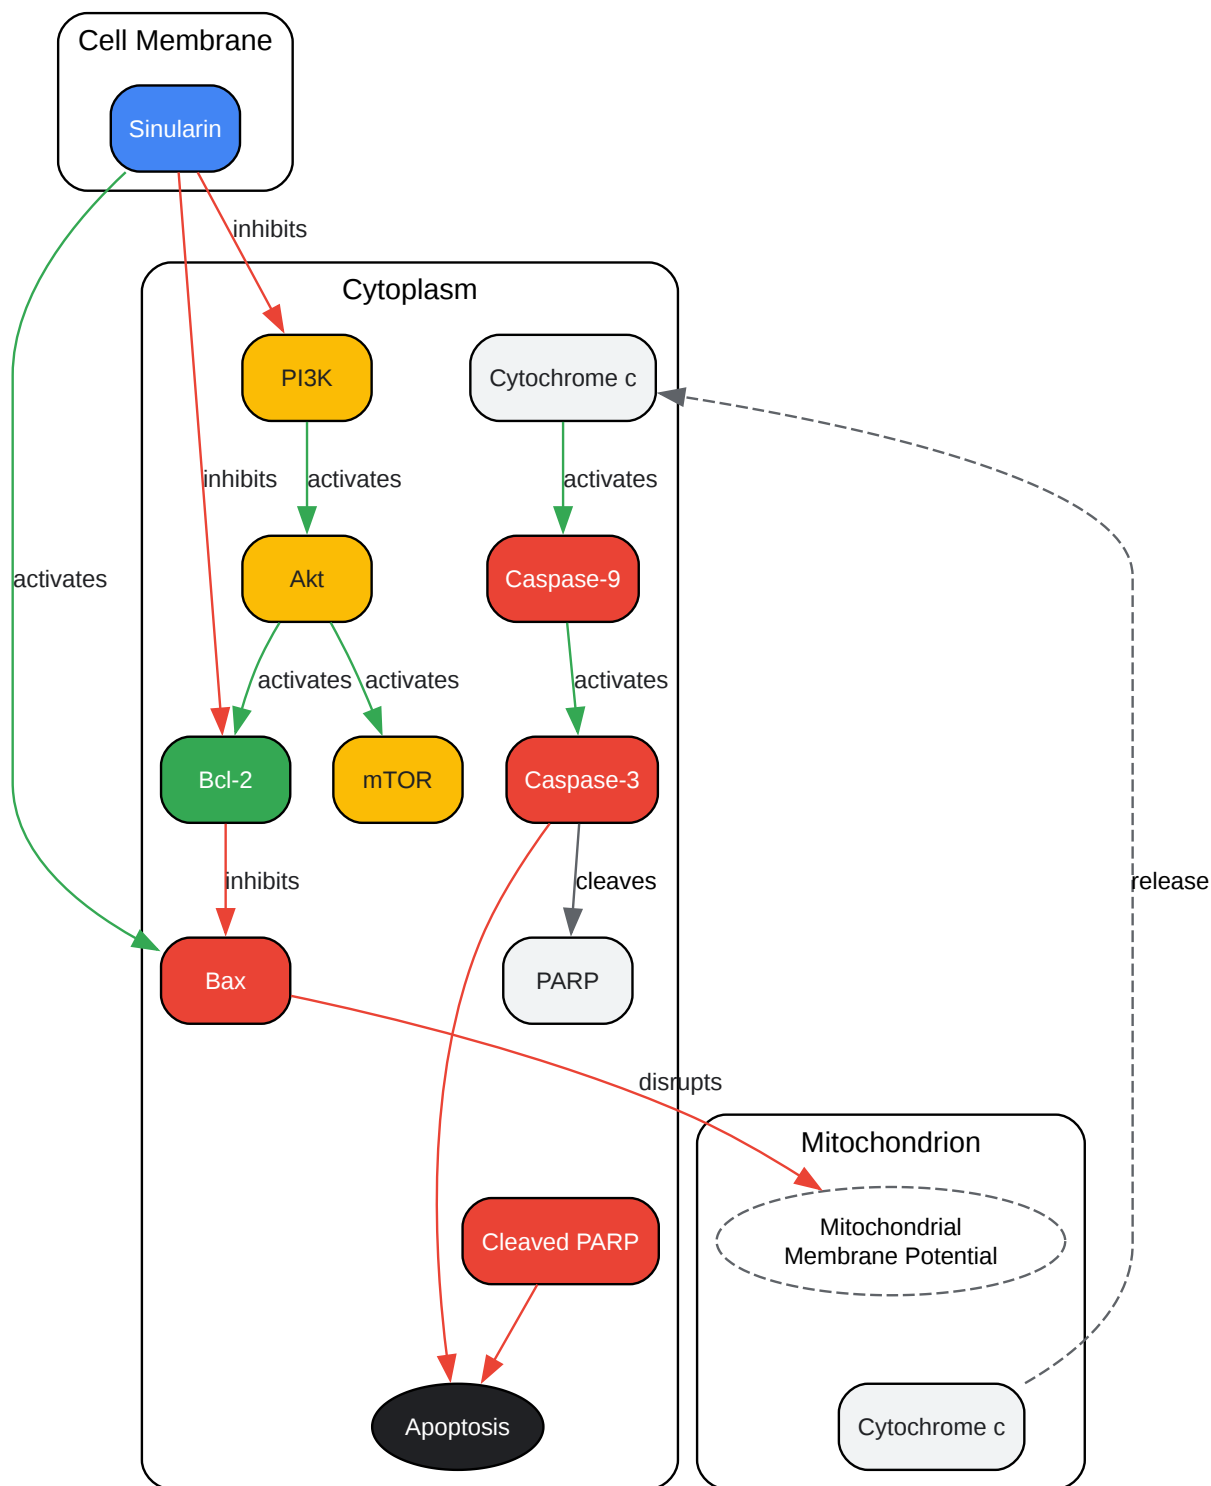 Cell Membrane
Sinularin
inhibits
Cytoplasm
PI3K
Cytochrome c
inhibits
activates
activates
activates
Akt
Caspase-9
activates
activates
activates
Bcl-2
mTOR
Caspase-3
inhibits
cleaves
release
Bax
PARP
disrupts
Mitochondrion
Mitochondrial
Membrane Potential
Cleaved PARP
Apoptosis
Cytochrome c